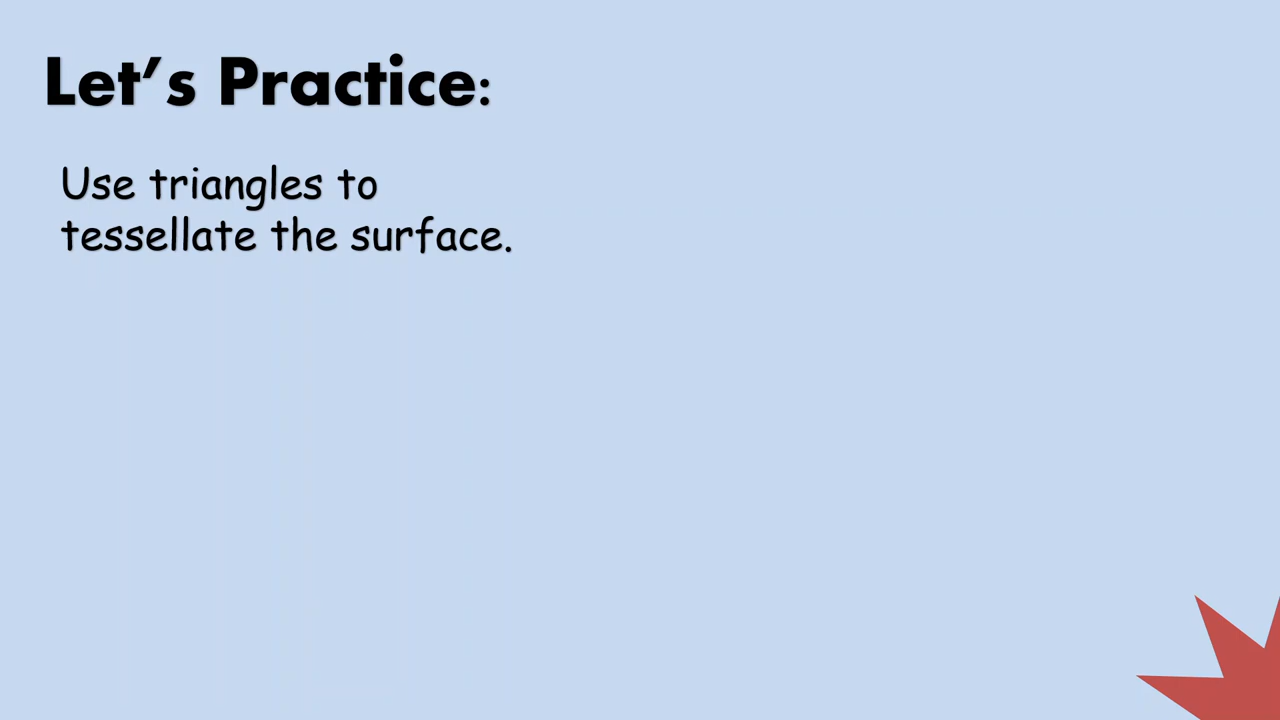 Let’s Practice:
Use triangles to
tessellate the surface.